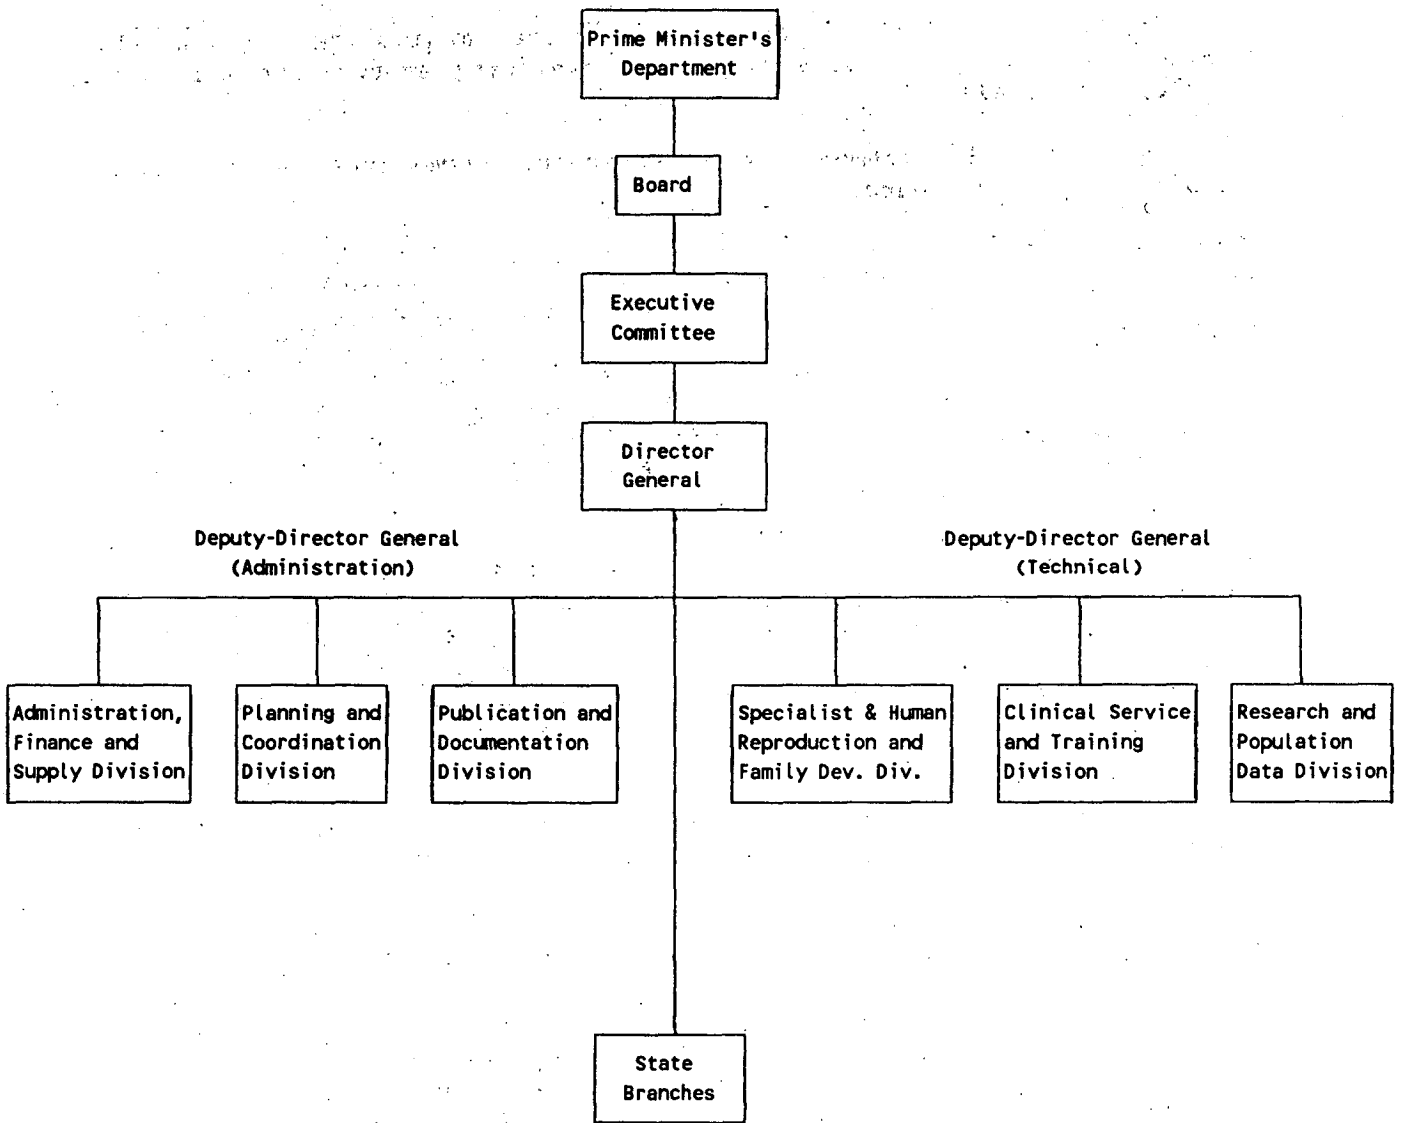 Prime Minister's
Department
Board
Executive
Committee
Director
General
Deputy-Director General
(Administration)
Deputy-Director General
(Technical)
Administration,
Finance and
Supply Division
Planning and
Coordination
Division
Publication and
Documentation
Division
Specialist & Human
Reproduction and
Family Dev. Div.
Clinical Service
and Training
Division
Research and
Population
Data Division
State
Branches